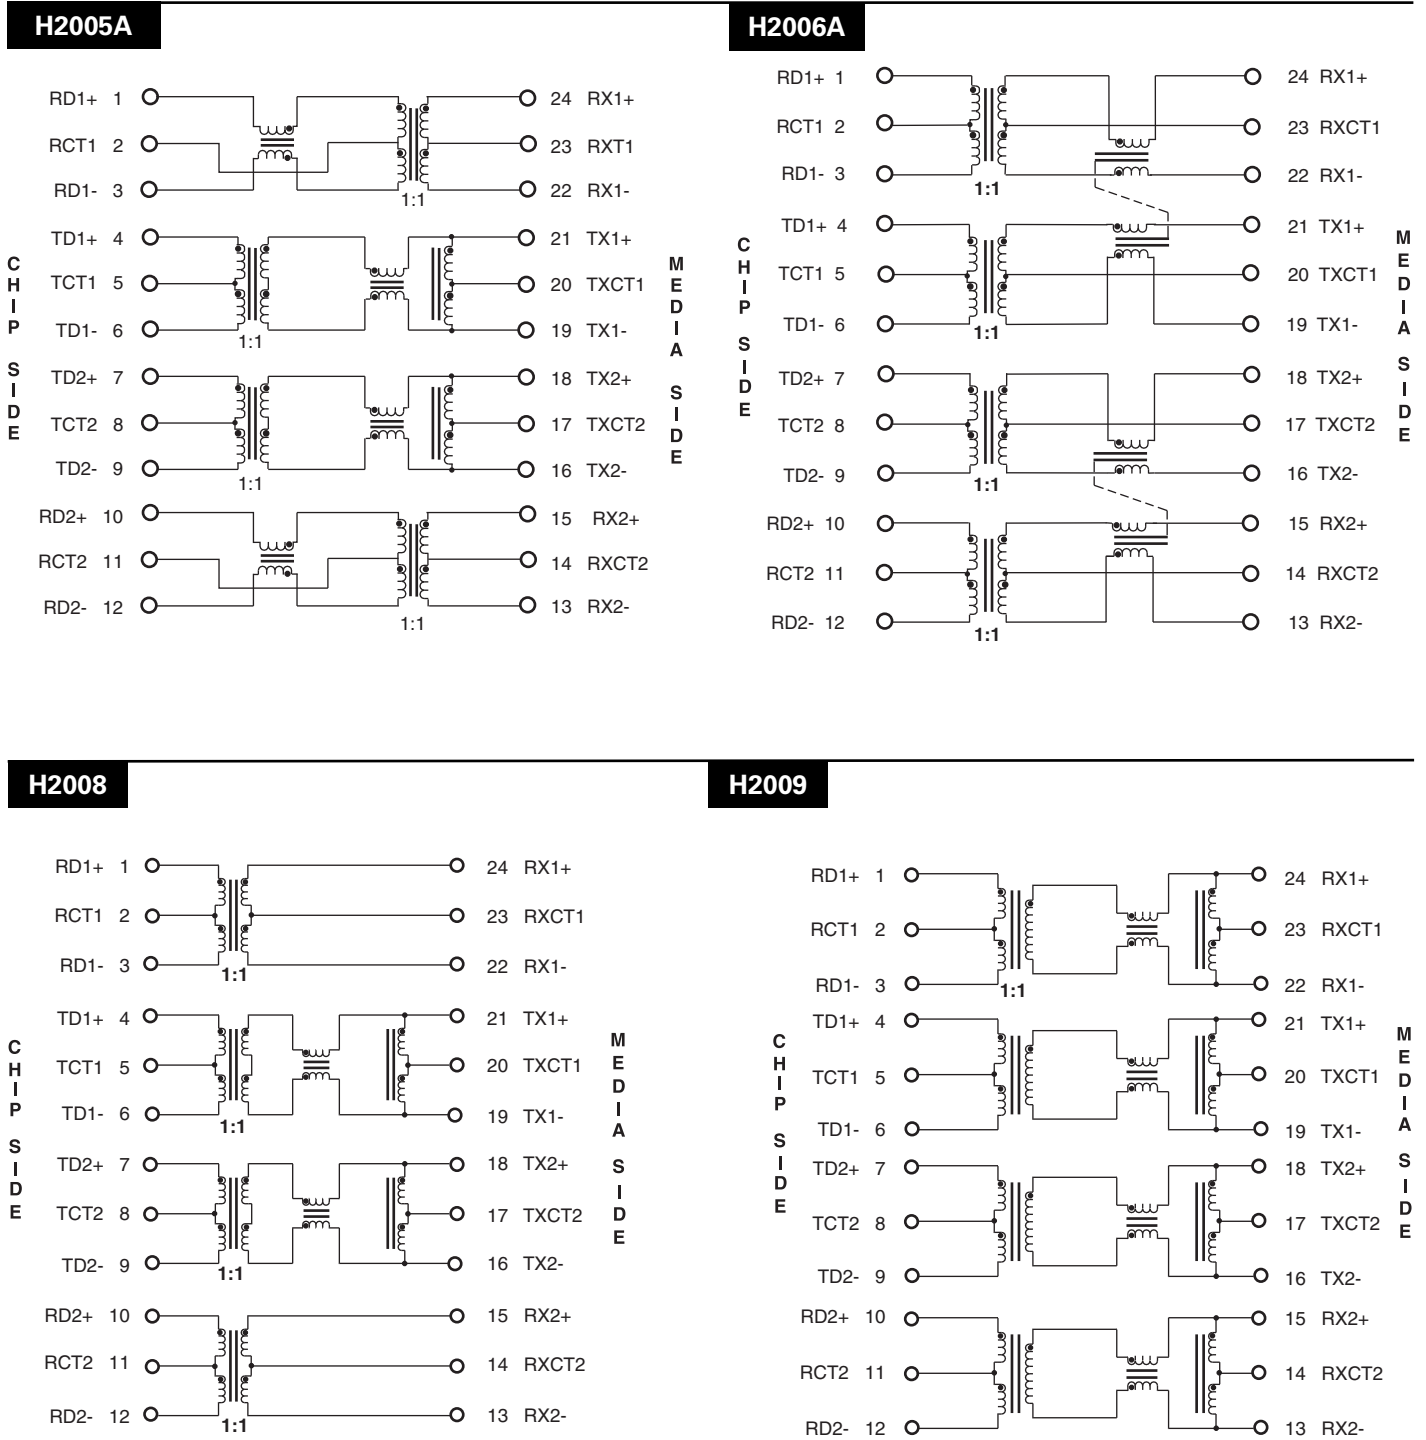 H2005A
RD1+ 1 24 RX1+
RCT1 2 23 RXT1
RD1- 3 22 RX1-
1:1
TD1+ 4 21 TX1+
TCT1 5 20 TXCT1
TD1- 6 19 TX1-
1:1
TD2+ 7 18 TX2+
TCT2 8 17 TXCT2
TD2- 9 16 TX2-
1:1
RD2+ 10 15 RX2+
RCT2 11 14 RXCT2
RD2- 12 13 RX2-
1:1
CHIP SIDE
MEDIA SIDE
H2006A
RD1+ 1 24 RX1+
RCT1 2 23 RXCT1
RD1- 3 22 RX1-
1:1
TD1+ 4 21 TX1+
TCT1 5 20 TXCT1
TD1- 6 19 TX1-
1:1
TD2+ 7 18 TX2+
TCT2 8 17 TXCT2
TD2- 9 16 TX2-
1:1
RD2+ 10 15 RX2+
RCT2 11 14 RXCT2
RD2- 12 13 RX2-
1:1
CHIP SIDE
MEDIA SIDE
H2008
RD1+ 1 24 RX1+
RCT1 2 23 RXCT1
RD1- 3 22 RX1-
1:1
TD1+ 4 21 TX1+
TCT1 5 20 TXCT1
TD1- 6 19 TX1-
1:1
TD2+ 7 18 TX2+
TCT2 8 17 TXCT2
TD2- 9 16 TX2-
1:1
RD2+ 10 15 RX2+
RCT2 11 14 RXCT2
RD2- 12 13 RX2-
1:1
CHIP SIDE
MEDIA SIDE
H2009
RD1+ 1 24 RX1+
RCT1 2 23 RXCT1
RD1- 3 22 RX1-
1:1
TD1+ 4 21 TX1+
TCT1 5 20 TXCT1
TD1- 6 19 TX1-
TD2+ 7 18 TX2+
TCT2 8 17 TXCT2
TD2- 9 16 TX2-
RD2+ 10 15 RX2+
RCT2 11 14 RXCT2
RD2- 12 13 RX2-
CHIP SIDE
MEDIA SIDE